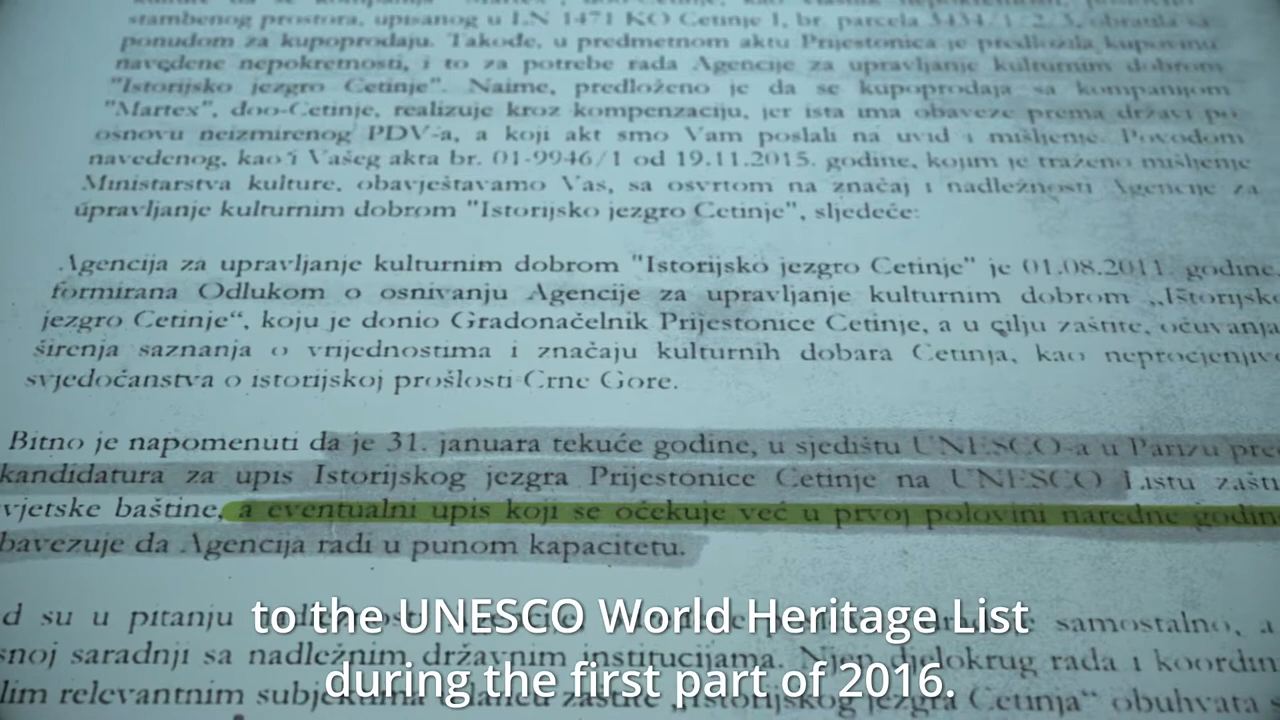 stambenog prostora, upisanog u LN 1471 KO Cetinje I, br. parcela 3434/1, 2, 3, obratila se
ponudom za kupoprodaju. Takođe, u predmetnom aktu Prijestonica je predložila kupovinu
navedene nepokretnosti, i to za potrebe rada Agencije za upravljanje kulturnim dobrom
"Istorijsko jezgro Cetinje". Naime, predloženo je da se kupoprodaja sa kompanijom
"Martex", doo-Cetinje, realizuje kroz kompenzaciju, jer ista ima obaveze prema državi po
osnovu neizmirenog PDV-a, a koji akt smo Vam poslali na uvid i mišljenje. Povodom
navedenog, kao i Vašeg akta br. 01-9946/1 od 19.11.2015. godine, kojim je traženo mišljenje
Ministarstva kulture, obavještavamo Vas, sa osvrtom na značaj i nadležnosti Agencije za
upravljanje kulturnim dobrom "Istorijsko jezgro Cetinje", sljedeće:
Agencija za upravljanje kulturnim dobrom "Istorijsko jezgro Cetinje" je 01.08.2011. godine,
formirana Odlukom o osnivanju Agencije za upravljanje kulturnim dobrom „Istorijsko
jezgro Cetinje“, koju je donio Gradonačelnik Prijestonice Cetinje, a u cilju zaštite, očuvanja
širenja saznanja o vrijednostima i značaju kulturnih dobara Cetinja, kao neprocjenjivo
svjedočanstva o istorijskoj prošlosti Crne Gore.
Bitno je napomenuti da je 31. januara tekuće godine, u sjedištu UNESCO-a u Parizu pre
kandidatura za upis Istorijskog jezgra Prijestonice Cetinje na UNESCO Listu zašti
vjetske baštine, a eventualni upis koji se očekuje već u prvoj polovini naredne godin
bavezuje da Agencija radi u punom kapacitetu.
d su u pitanju samostalno, a
snoj saradnji sa nadležnim državnim institucijama. Njen djelokrug rada i koordin
lim relevantnim zaštite „Istorijskog jezgra Cetinja“ obuhvata s
to the UNESCO World Heritage List
during the first part of 2016.